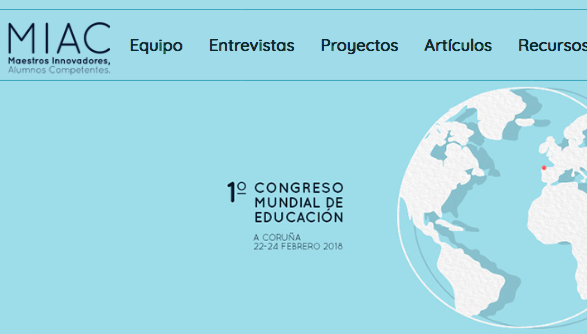 MIAC
Maestros Innovadores,
Alumnos Competentes.
Equipo Entrevistas Proyectos Artículos Recursos
1º CONGRESO
MUNDIAL DE
EDUCACIÓN
A CORUÑA
22-24 FEBRERO 2018